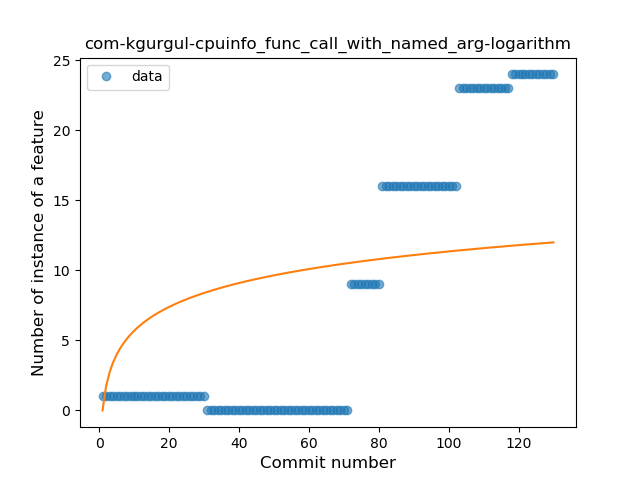 com-kgurgul-cpuinfo_func_call_with_named_arg-logarithm
data
Number of instance of a feature
25
20
15
10
5
0
0 20 40 60 80 100 120
Commit number